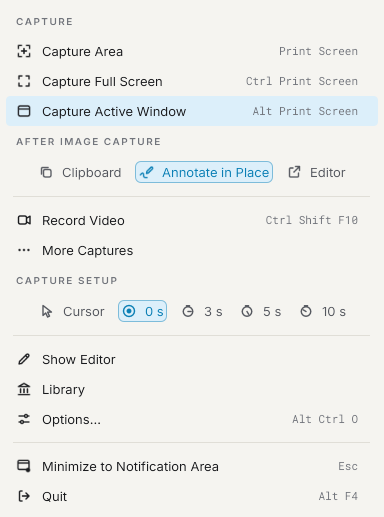 CAPTURE
Capture Area Print Screen
Capture Full Screen Ctrl Print Screen
Capture Active Window Alt Print Screen
AFTER IMAGE CAPTURE
Clipboard Annotate in Place Editor
Record Video Ctrl Shift F10
More Captures
CAPTURE SETUP
Cursor 0 s 3 s 5 s 10 s
Show Editor
Library
Options... Alt Ctrl O
Minimize to Notification Area Esc
Quit Alt F4